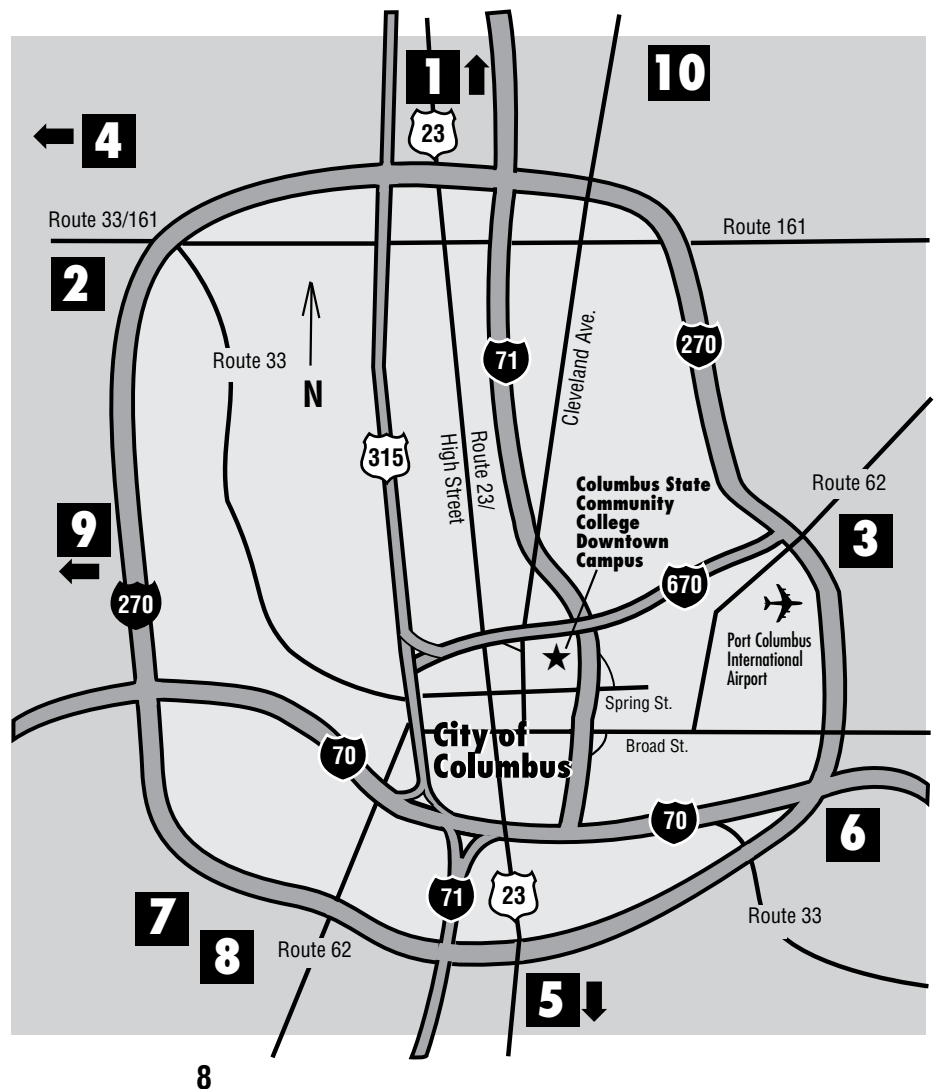 1
10
23
4
Route 33/161
Route 161
2
Route 33
N
71
270
Cleveland Ave.
315
Route 23/
High Street
Columbus State
Community
College
Downtown
Campus
Route 62
3
9
270
670
Port Columbus
International
Airport
Spring St.
City of
Columbus
Broad St.
70
70
6
7
8
71
23
Route 62
Route 33
5
8